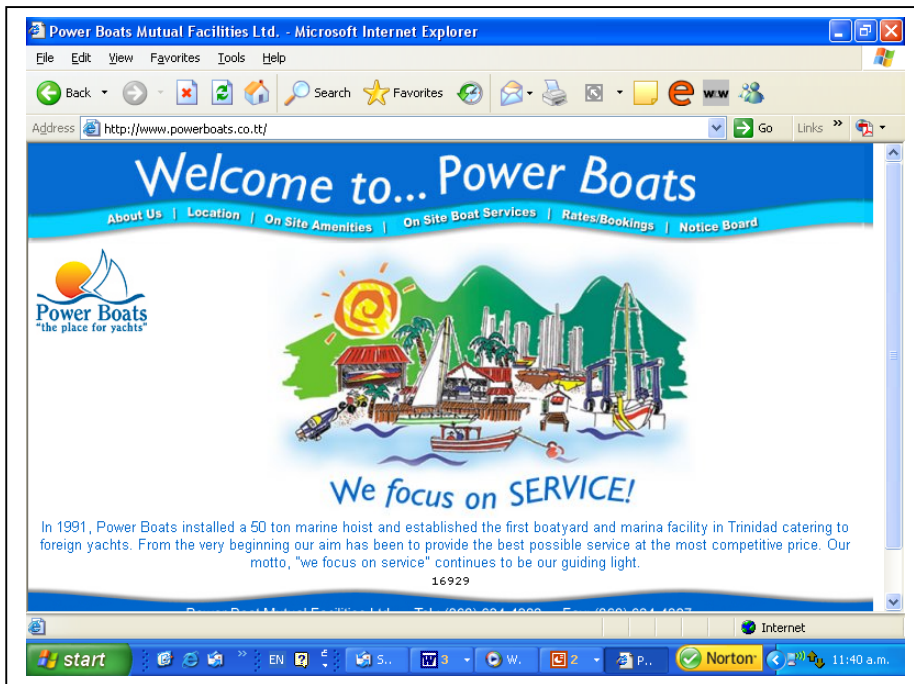 Power Boats Mutual Facilities Ltd. - Microsoft Internet Explorer
File Edit View Favorites Tools Help
Back Search Favorites
Address http://www.powerboats.co.tt/ Go Links »
Welcome to... Power Boats
About Us | Location | On Site Amenities | On Site Boat Services | Rates/Bookings | Notice Board
Power Boats
"the place for yachts"
We focus on SERVICE!
In 1991, Power Boats installed a 50 ton marine hoist and established the first boatyard and marina facility in Trinidad catering to
foreign yachts. From the very beginning our aim has been to provide the best possible service at the most competitive price. Our
motto, "we focus on service" continues to be our guiding light.
16929
Internet
start » EN S.. 3 W. 2 P.. Norton 11:40 a.m.